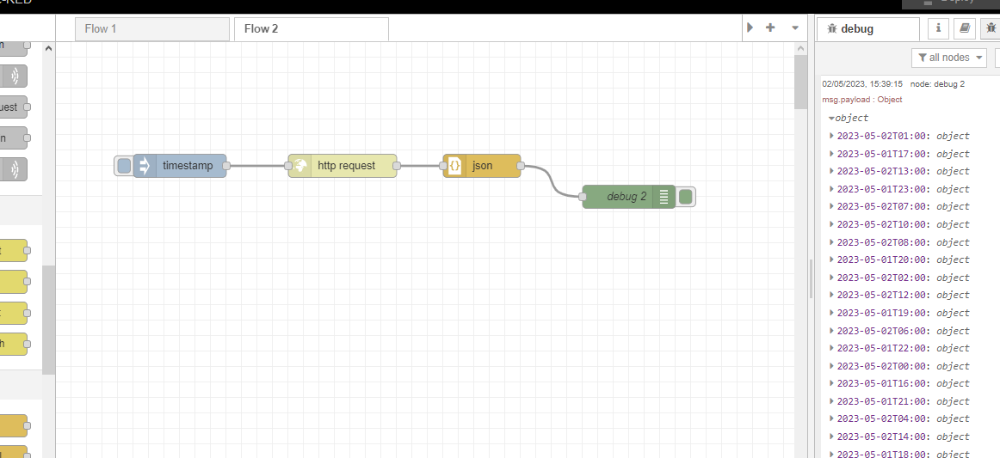 Flow 1
Flow 2
debug
all nodes
uest
timestamp
http request
json
debug 2
02/05/2023, 15:39:15 node: debug 2
msg.payload : Object
object
2023-05-02T01:00: object
2023-05-01T17:00: object
2023-05-02T13:00: object
2023-05-01T23:00: object
2023-05-02T07:00: object
2023-05-02T10:00: object
2023-05-02T08:00: object
2023-05-01T20:00: object
2023-05-02T02:00: object
2023-05-02T12:00: object
2023-05-01T19:00: object
2023-05-02T06:00: object
2023-05-01T22:00: object
2023-05-02T00:00: object
2023-05-01T16:00: object
2023-05-01T21:00: object
2023-05-02T04:00: object
2023-05-02T14:00: object
2023-05-01T18:00: object